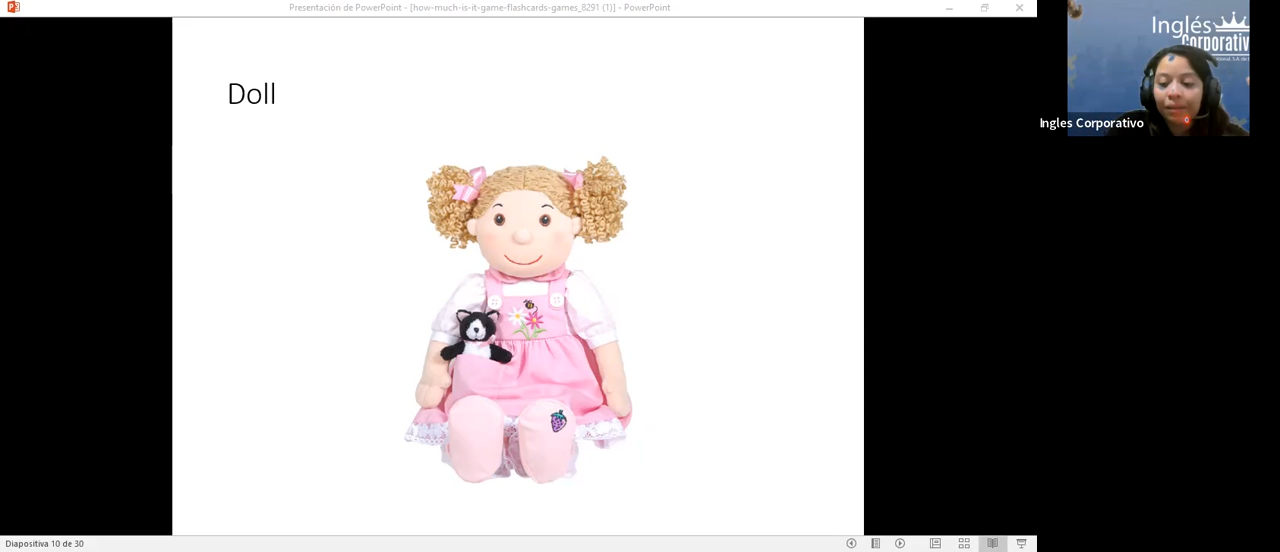 Presentación de PowerPoint - [how-much-is-it-game-flashcards-games_8291 (1)] - PowerPoint
Doll
Inglés
Corporativ
Ingles Corporativo
Diapositiva 10 de 30